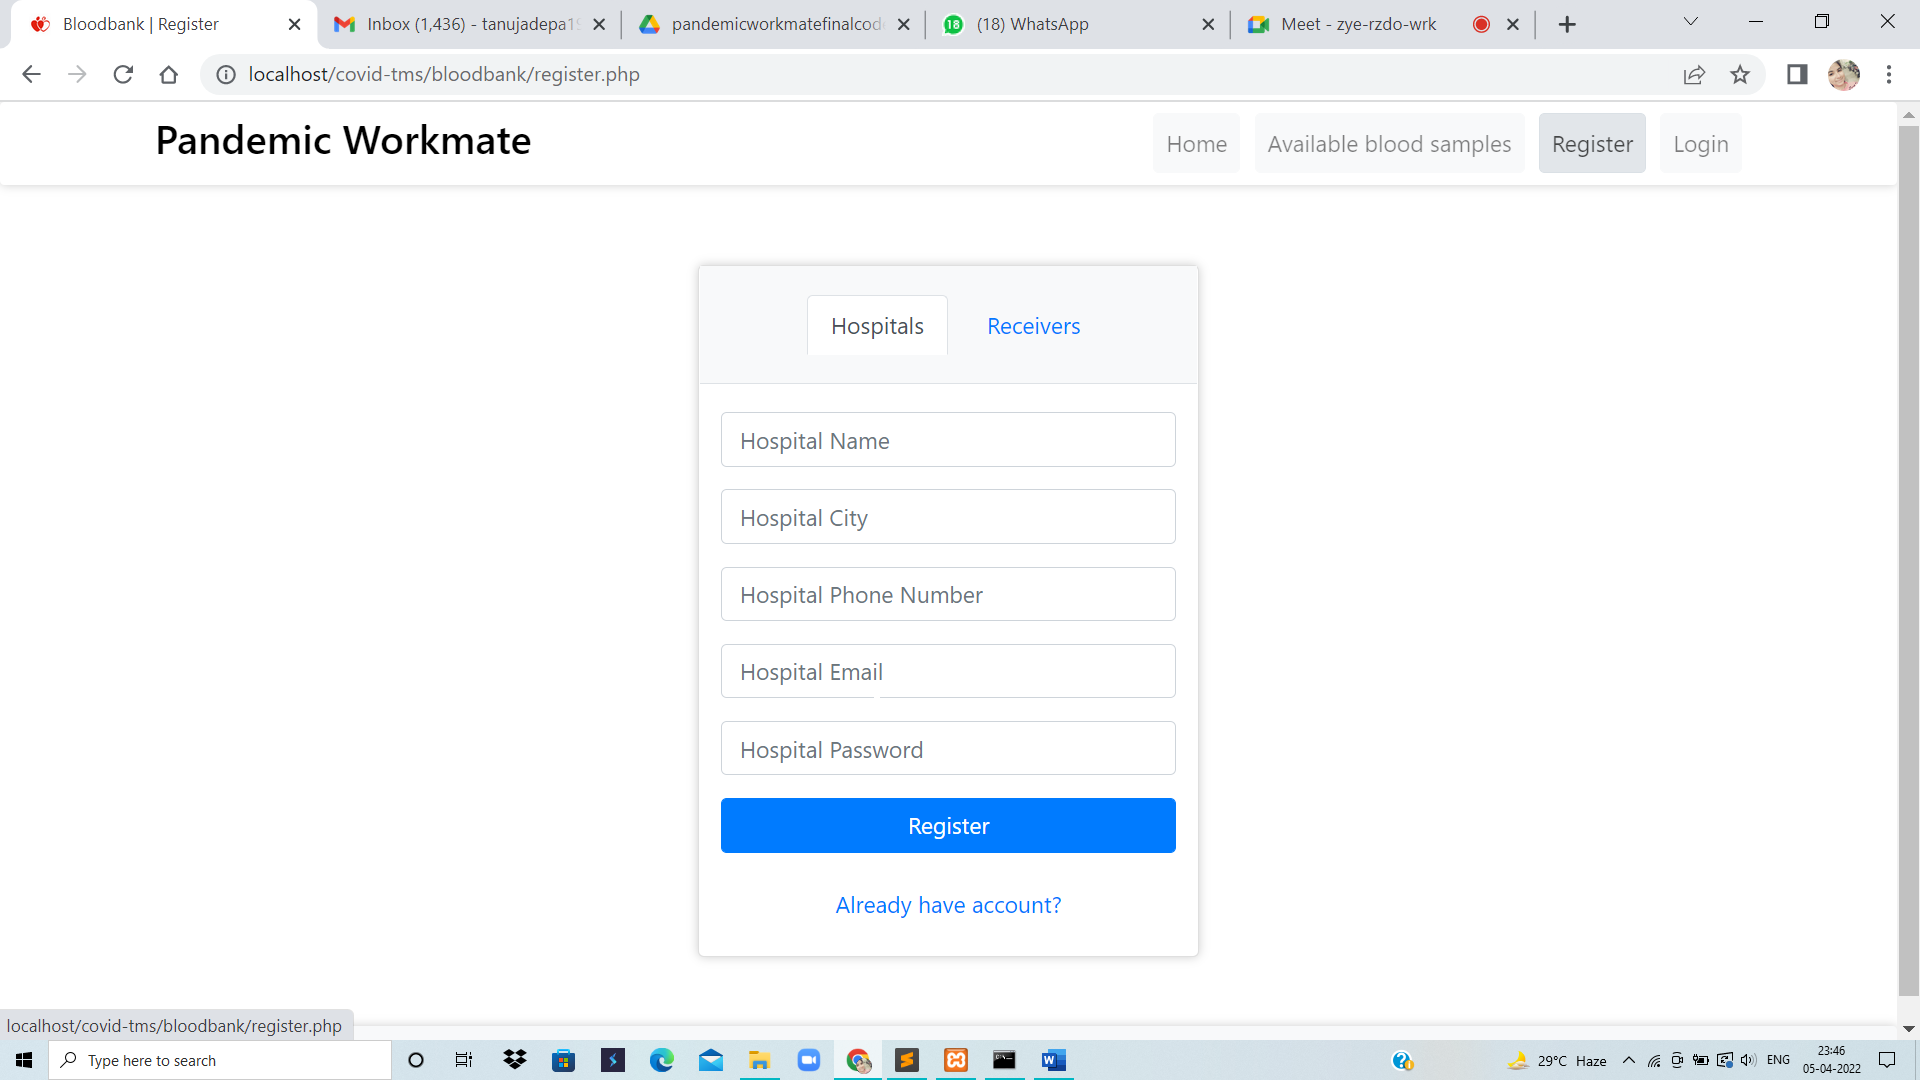 Bloodbank | Register
Inbox (1,436) - tanujadepa19
pandemicworkmatefinalcode
18
(18) WhatsApp
Meet - zye-rzdo-wrk
localhost/covid-tms/bloodbank/register.php
Pandemic Workmate
Home
Available blood samples
Register
Login
Hospitals
Receivers
Hospital Name
Hospital City
Hospital Phone Number
Hospital Email
Hospital Password
Register
Already have account?
localhost/covid-tms/bloodbank/register.php
Type here to search
29°C Haze
ENG
23:46
05-04-2022